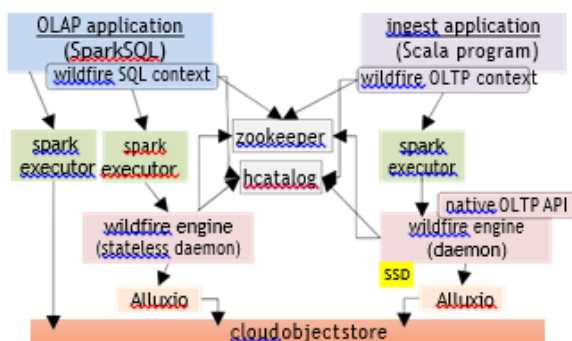 OLAP application
(SparkSQL)
wildfire SQL context
ingest application
(Scala program)
wildfire OLTP context
zookeeper
hcatalog
spark
executor
spark
executor
spark
executor
native OLTP API
wildfire engine
(stateless daemon)
wildfire engine
(daemon)
SSD
Alluxio
Alluxio
cloudobjectstore